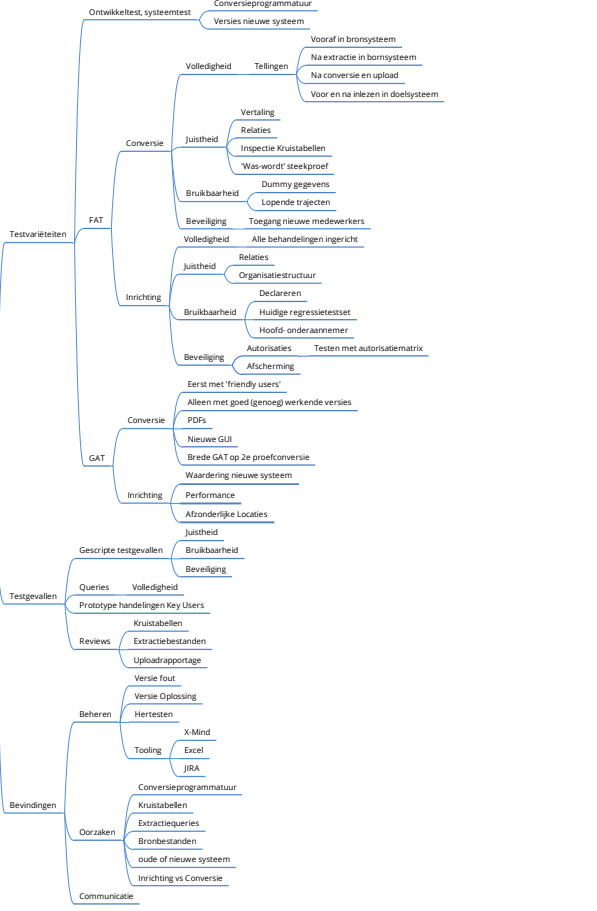 Conversieprogrammatuur
Ontwikkeltest, systeemtest
Versies nieuwe systeem
Vooraf in bronsysteem
Na extractie in bornsysteem
Volledigheid
Tellingen
Na conversie en upload
Voor en na inlezen in doelsysteem
Vertaling
Relaties
Juistheid
Conversie
Inspectie Kruistabellen
'Was-wordt' steekproef
Dummy gegevens
Bruikbaarheid
Lopende trajecten
FAT
Beveiliging
Toegang nieuwe medewerkers
Testvariëteiten
Volledigheid
Alle behandelingen ingericht
Relaties
Juistheid
Organisatiestructuur
Inrichting
Declareren
Bruikbaarheid
Huidige regressietestset
Hoofd- onderaannemer
Autorisaties
Testen met autorisatiematrix
Beveiliging
Afscherming
Eerst met 'friendly users'
Alleen met goed (genoeg) werkende versies
Conversie
PDFs
Nieuwe GUI
GAT
Brede GAT op 2e proefconversie
Waardering nieuwe systeem
Inrichting
Performance
Afzonderlijke Locaties
Juistheid
Gescripte testgevallen
Bruikbaarheid
Beveiliging
Queries
Volledigheid
Testgevallen
Prototype handelingen Key Users
Kruistabellen
Reviews
Extractiebestanden
Uploadrapportage
Versie fout
Versie Oplossing
Beheren
Hertesten
X-Mind
Tooling
Excel
JIRA
Conversieprogrammatuur
Bevindingen
Kruistabellen
Extractiequeries
Oorzaken
Bronbestanden
oude of nieuwe systeem
Inrichting vs Conversie
Communicatie